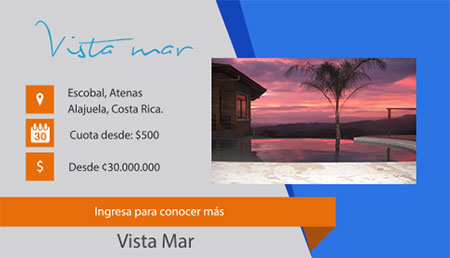 Vista mar
Escobal, Atenas
Alajuela, Costa Rica.
30
Cuota desde: $500
$
Desde ¢30.000.000
Ingresa para conocer más
Vista Mar